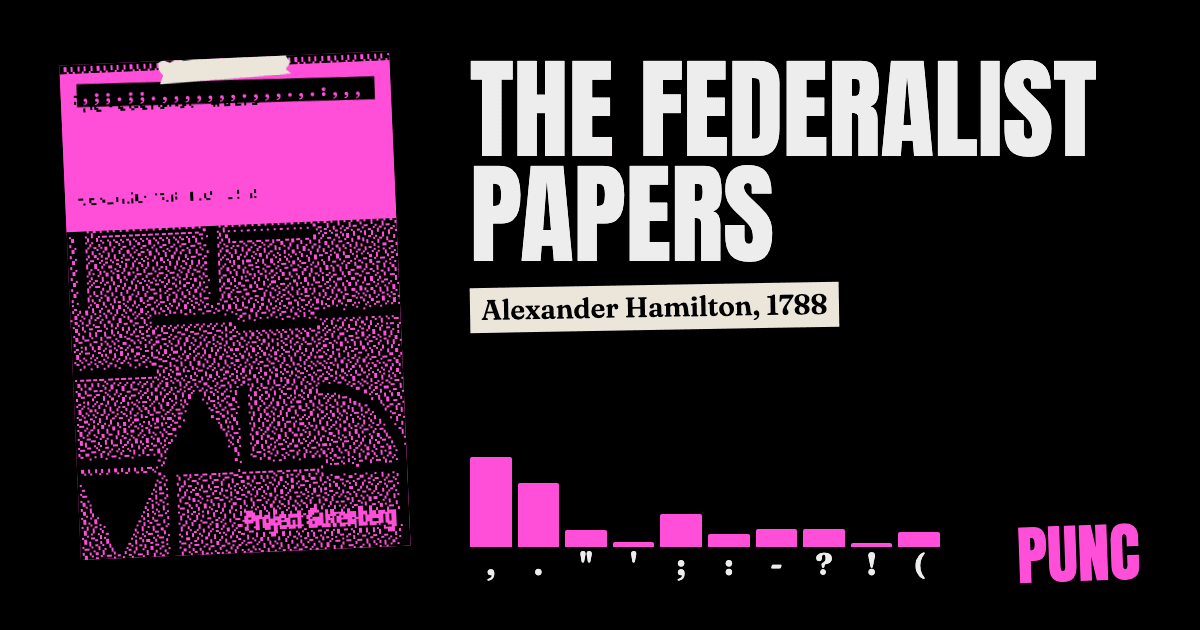 THE FEDERALIST
PAPERS
Alexander Hamilton, 1788
Project Gutenberg
, . " ' ; : - ? ! (
PUNC